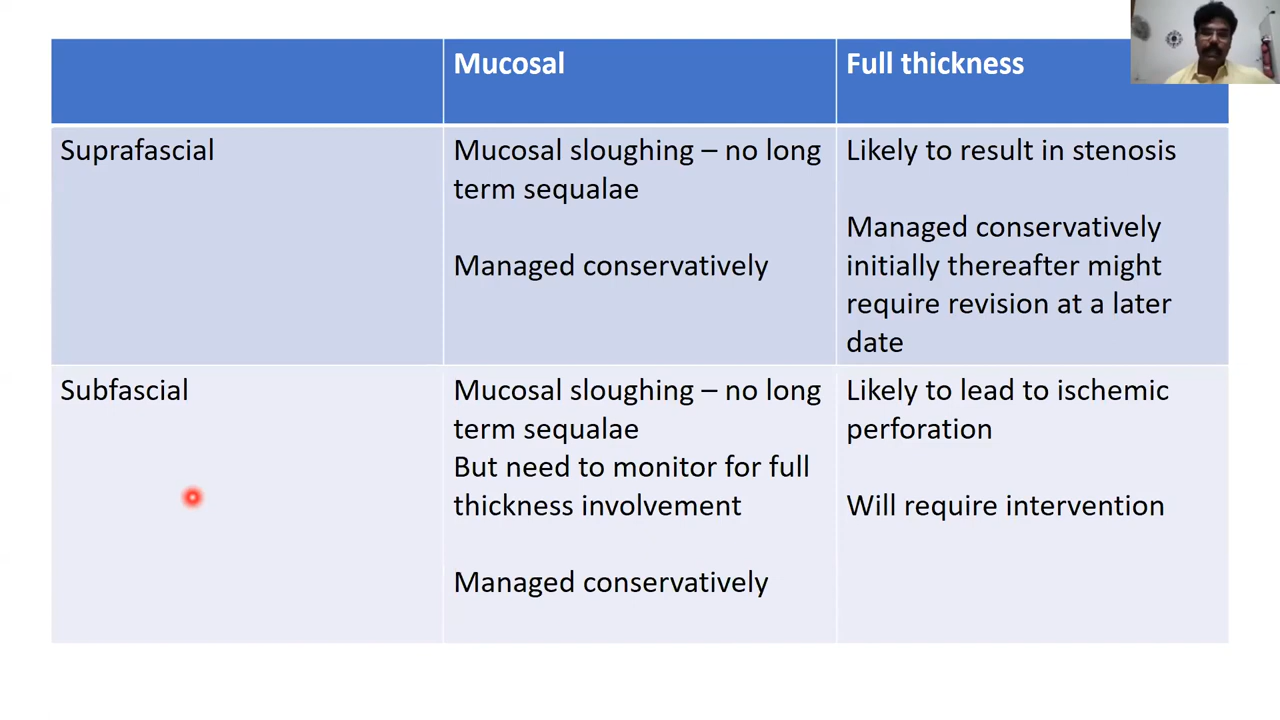 Mucosal
Full thickness
Suprafascial
Mucosal sloughing – no long
term sequalae
Managed conservatively
Likely to result in stenosis
Managed conservatively
initially thereafter might
require revision at a later
date
Subfascial
Mucosal sloughing – no long
term sequalae
But need to monitor for full
thickness involvement
Managed conservatively
Likely to lead to ischemic
perforation
Will require intervention